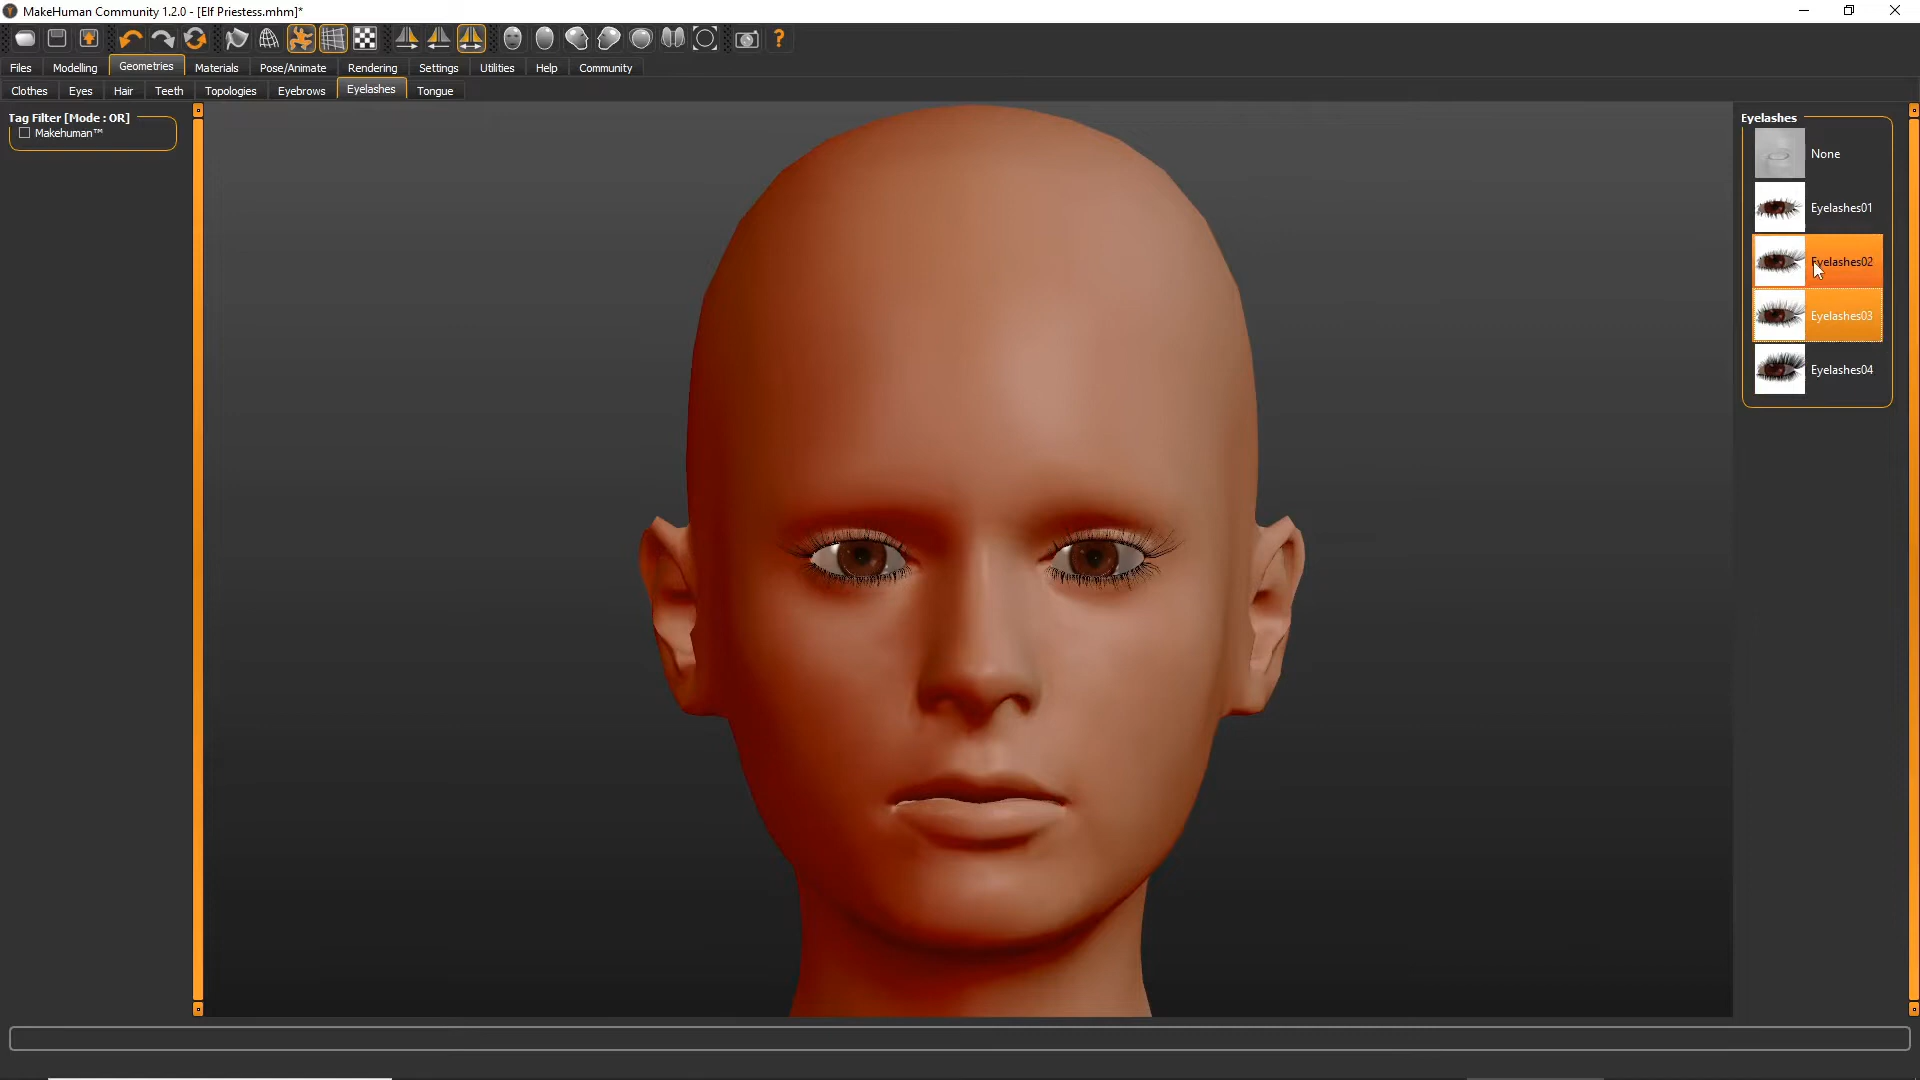 MakeHuman Community 1.2.0 - [Elf Priestess.mhm]*
?
Files Modelling Geometries Materials Pose/Animate Rendering Settings Utilities Help Community
Clothes Eyes Hair Teeth Topologies Eyebrows Eyelashes Tongue
Tag Filter [Mode : OR]
Makehuman™
Eyelashes
None
Eyelashes01
Eyelashes02
Eyelashes03
Eyelashes04